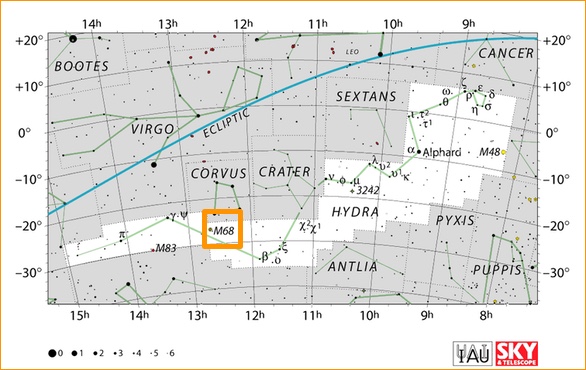 14h 13h 12h 11h 10h 9h
+20° +20°
LEO
CANCER
BOOTES
+10° +10°
ζ
ω ρ ε δ
θ η σ
SEXTANS
ι τ² τ¹
0° 0°
VIRGO
ECLIPTIC
α Alphard
M48
–10° –10°
CORVUS
CRATER
λ υ² υ¹ κ
ν φ μ
3242
–20° –20°
γ ψ
M68
HYDRA
PYXIS
π
χ² χ¹
M83
ξ
β ο
–30° –30°
ANTLIA
PUPPIS
15h 14h 13h 12h 11h 10h 9h 8h
0 1 2 3 4 5 6
IAU
SKY
& TELESCOPE